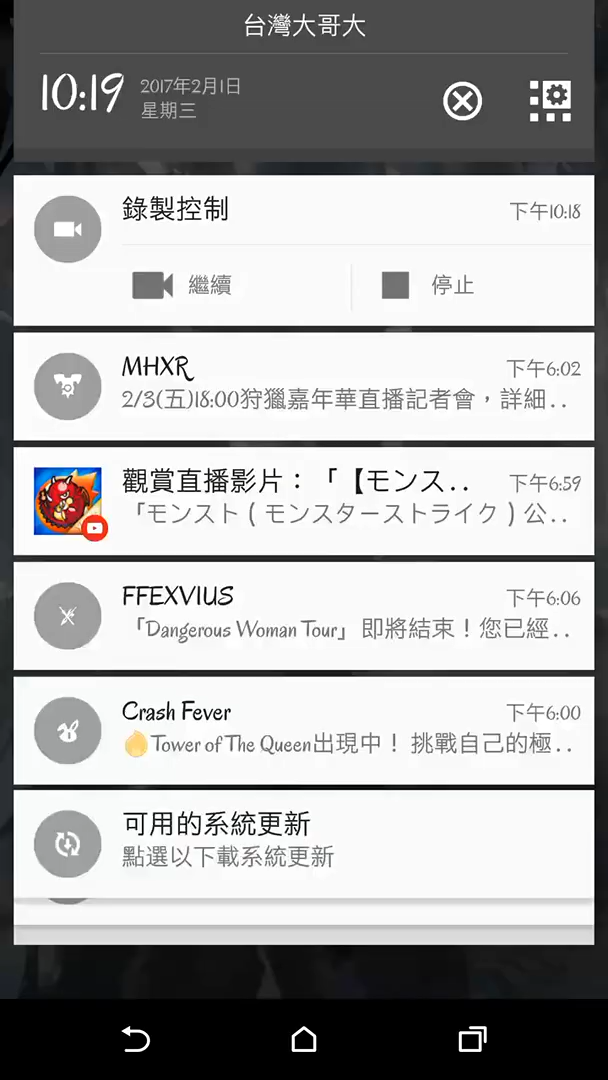 台灣大哥大
10:19
2017年2月1日
星期三
錄製控制
下午10:18
繼續
停止
MHXR
下午6:02
2/3(五)18:00狩獵嘉年華直播記者會，詳細..
觀賞直播影片：「【モンス..
下午6:59
「モンスト（モンスターストライク）公..
FFEXVIUS
下午6:06
「Dangerous Woman Tour」即將結束！您已經..
Crash Fever
下午6:00
Tower of The Queen出現中！ 挑戰自己的極..
可用的系統更新
點選以下載系統更新